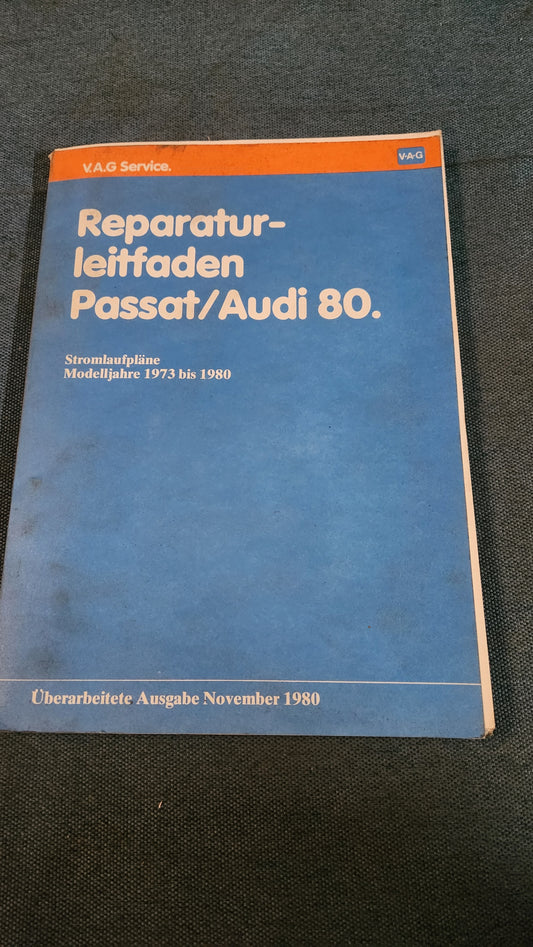 V.A.G Service.
V·A·G
Reparatur-
leitfaden
Passat/Audi 80.
Stromlaufpläne
Modelljahre 1973 bis 1980
Überarbeitete Ausgabe November 1980